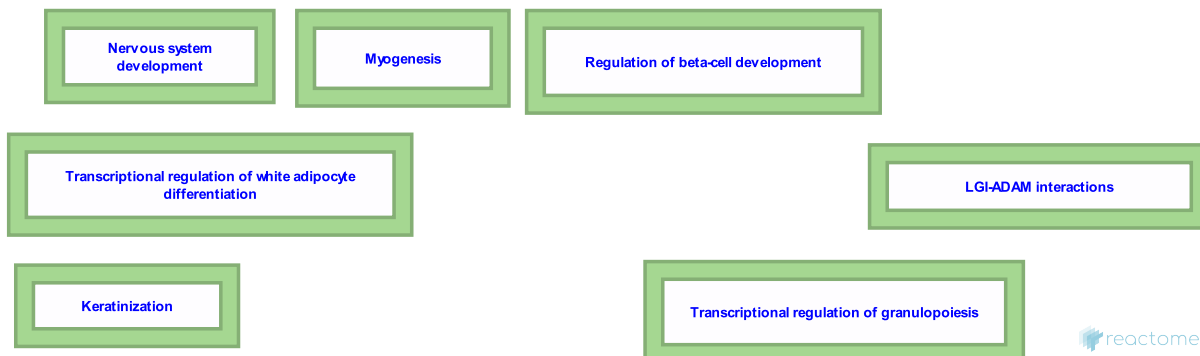 Nervous system
development
Myogenesis
Regulation of beta-cell development
Transcriptional regulation of white adipocyte
differentiation
LGI-ADAM interactions
Keratinization
Transcriptional regulation of granulopoiesis
reactome